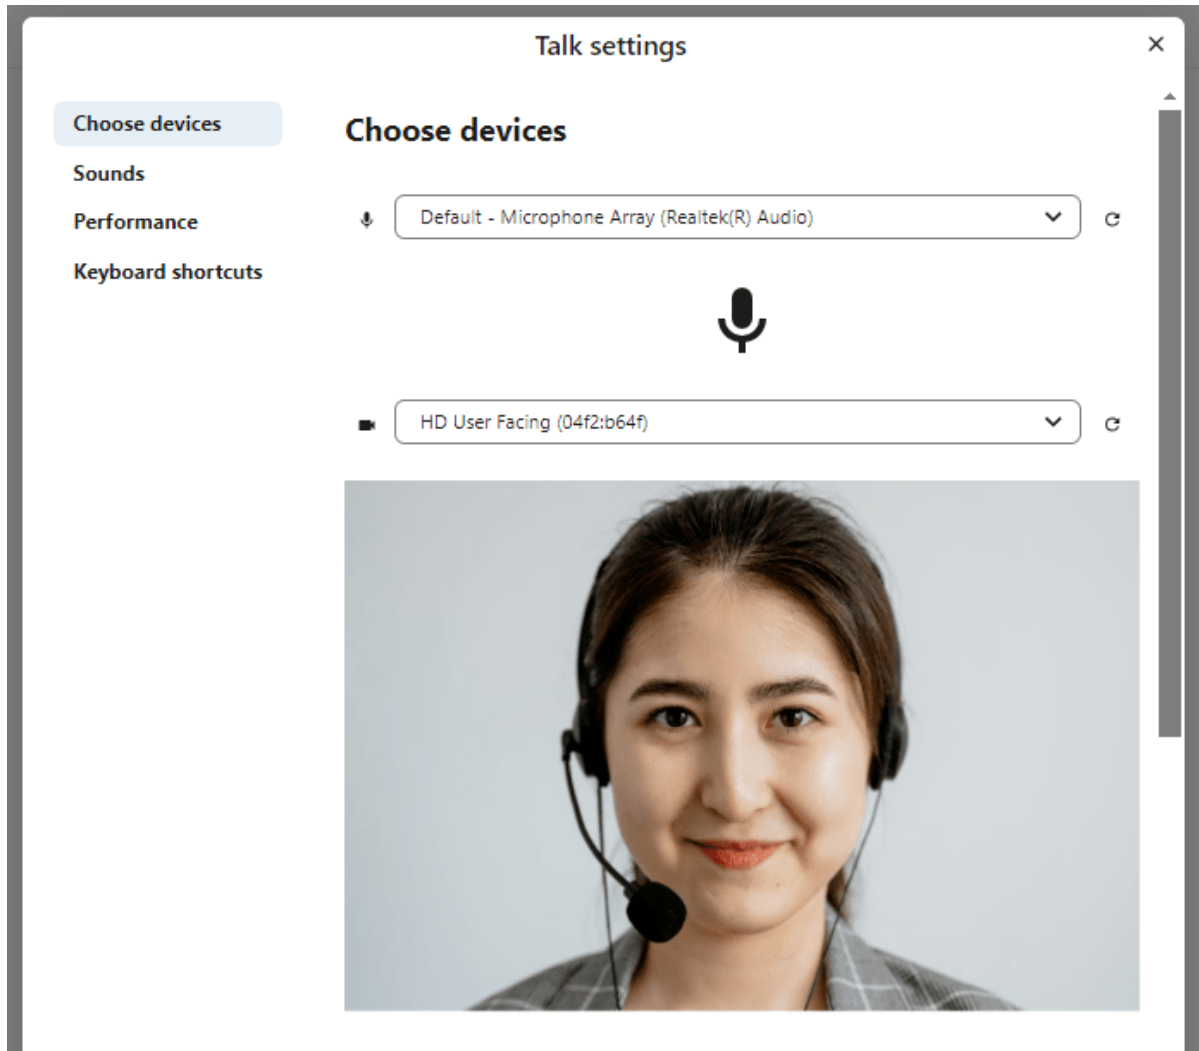 Talk settings
Choose devices
Sounds
Performance
Keyboard shortcuts
Choose devices
Default - Microphone Array (Realtek(R) Audio)
HD User Facing (04f2:b64f)